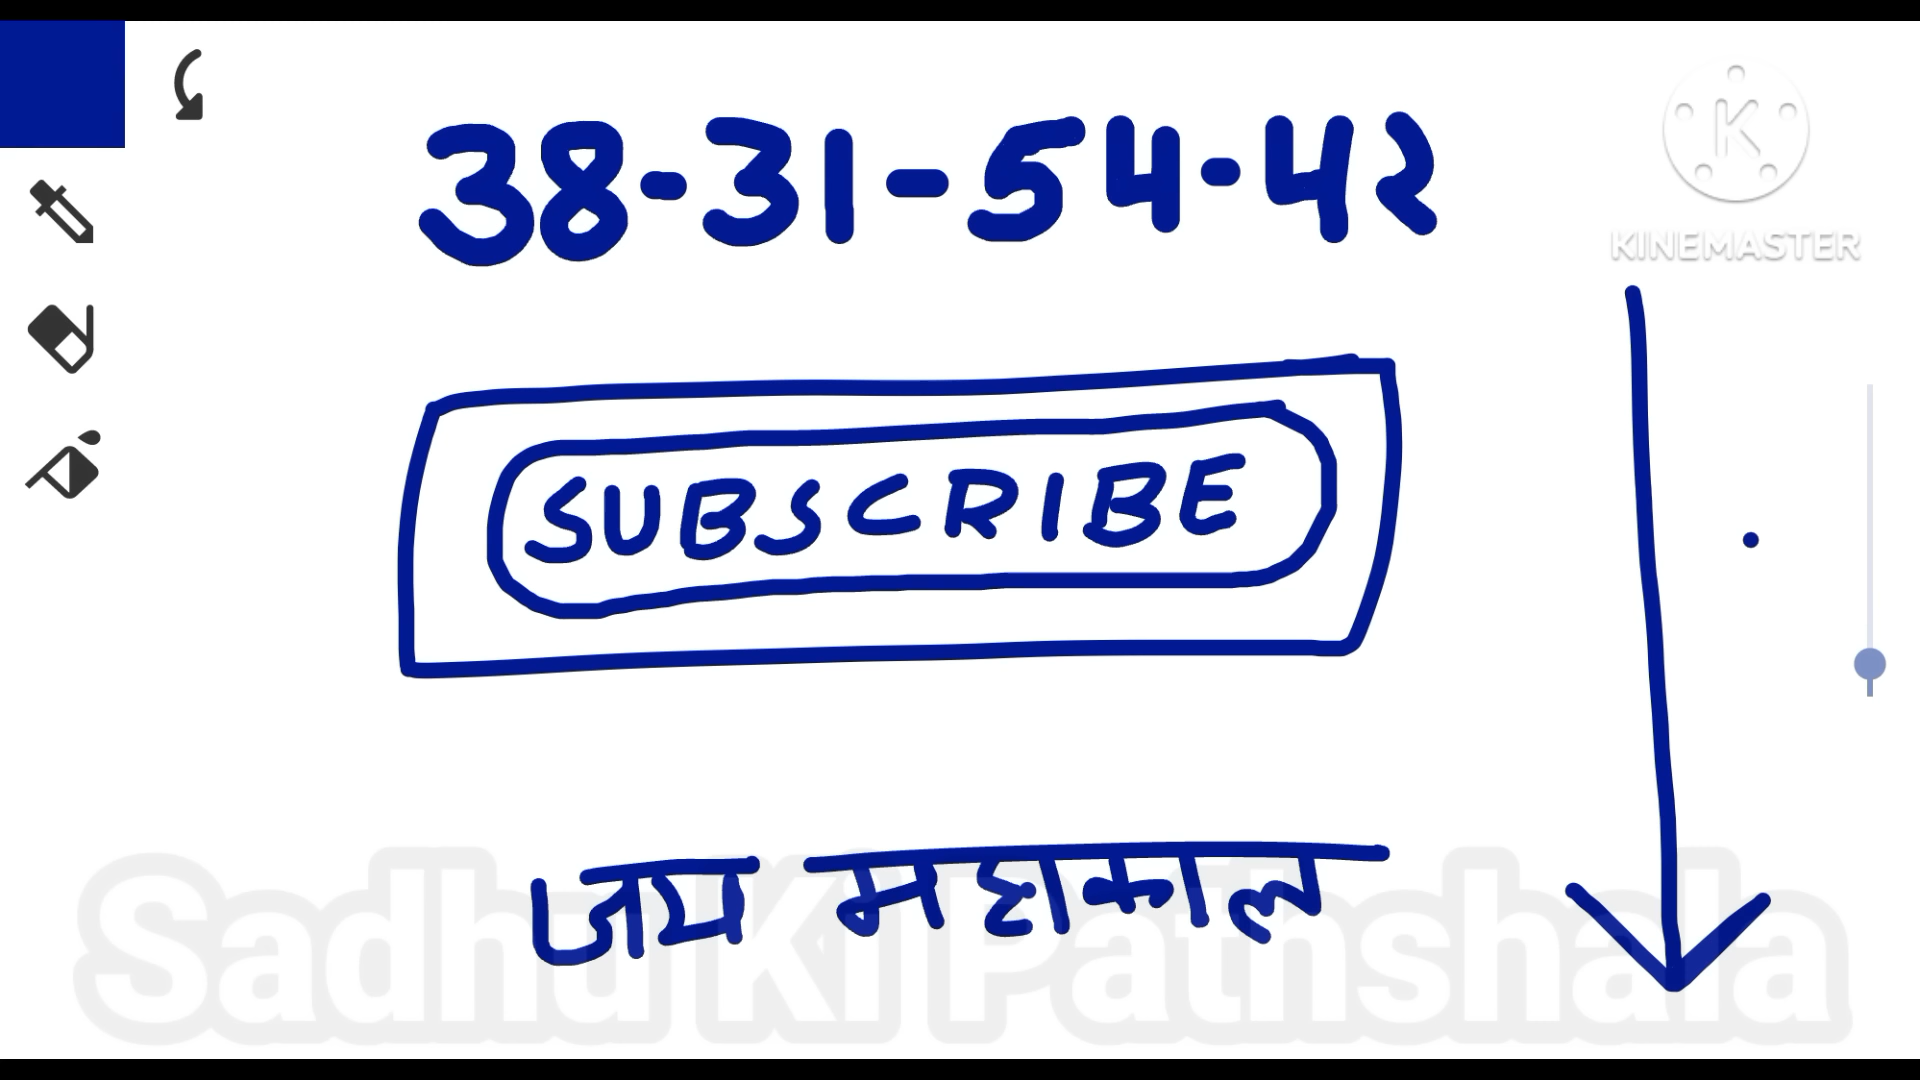 38-31-54-42
KINEMASTER
SUBSCRIBE
जय महाकाल
Sadhu Ki Pathshala